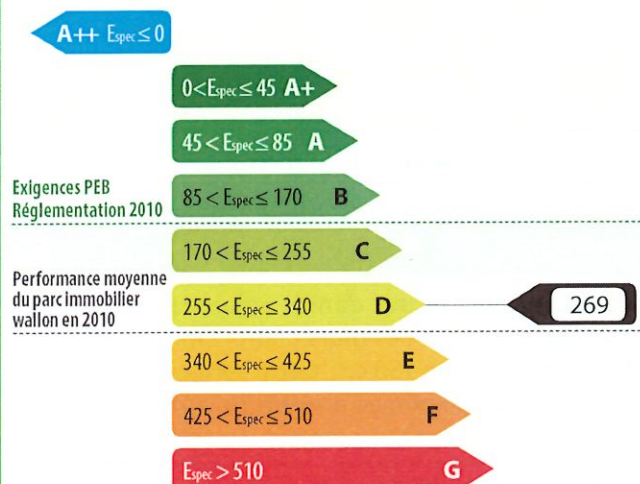 A++ Espec ≤ 0
0 < Espec ≤ 45 A+
45 < Espec ≤ 85 A
Exigences PEB
Réglementation 2010
85 < Espec ≤ 170 B
170 < Espec ≤ 255 C
Performance moyenne
du parc immobilier
wallon en 2010
255 < Espec ≤ 340 D
269
340 < Espec ≤ 425 E
425 < Espec ≤ 510 F
Espec > 510 G